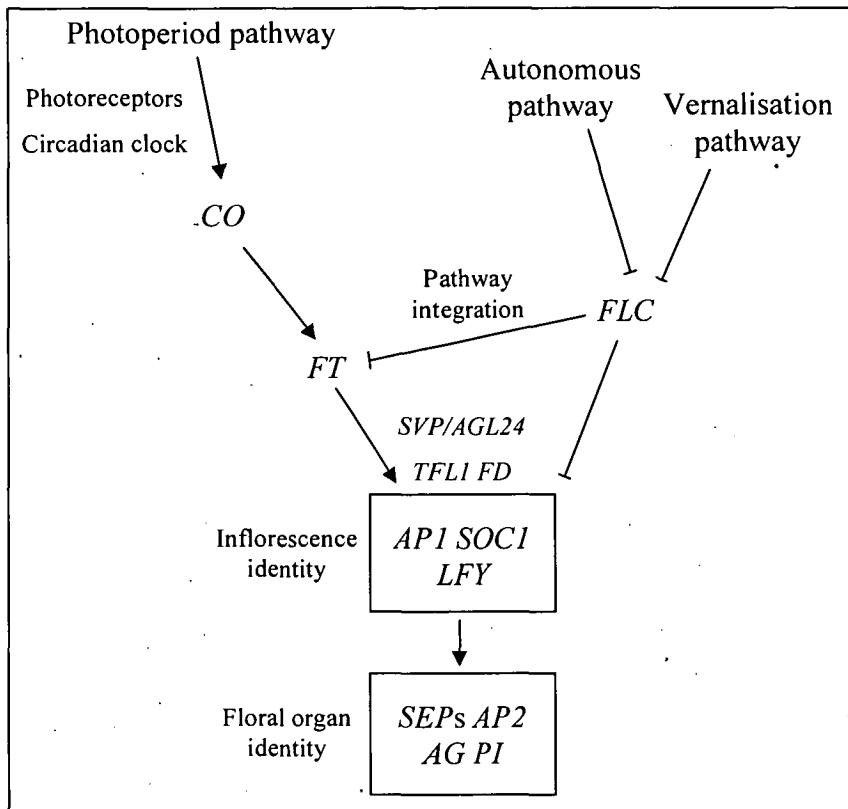 Photoperiod pathway
Photoreceptors
Circadian clock
Autonomous
pathway
Vernalisation
pathway
CO
Pathway
integration
FLC
FT
SVP/AGL24
TFL1 FD
Inflorescence
identity
AP1 SOC1
LFY
Floral organ
identity
SEPs AP2
AG PI